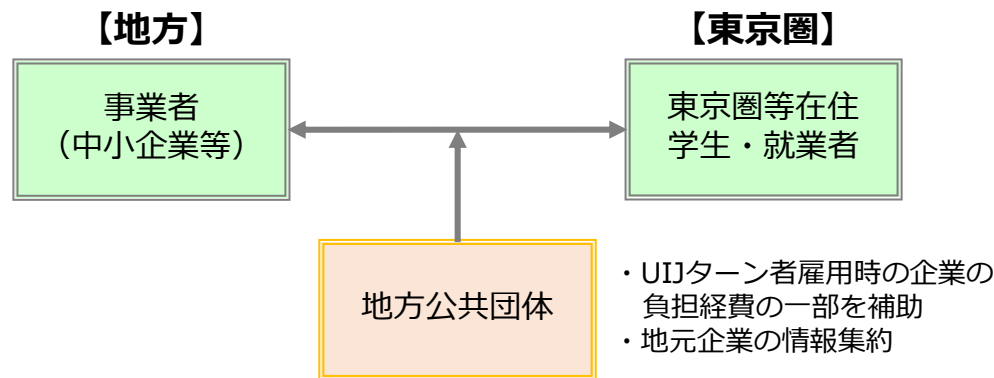 【地方】
【東京圏】
事業者
（中小企業等）
東京圏等在住
学生・就業者
地方公共団体
・UIJターン者雇用時の企業の
負担経費の一部を補助
・地元企業の情報集約